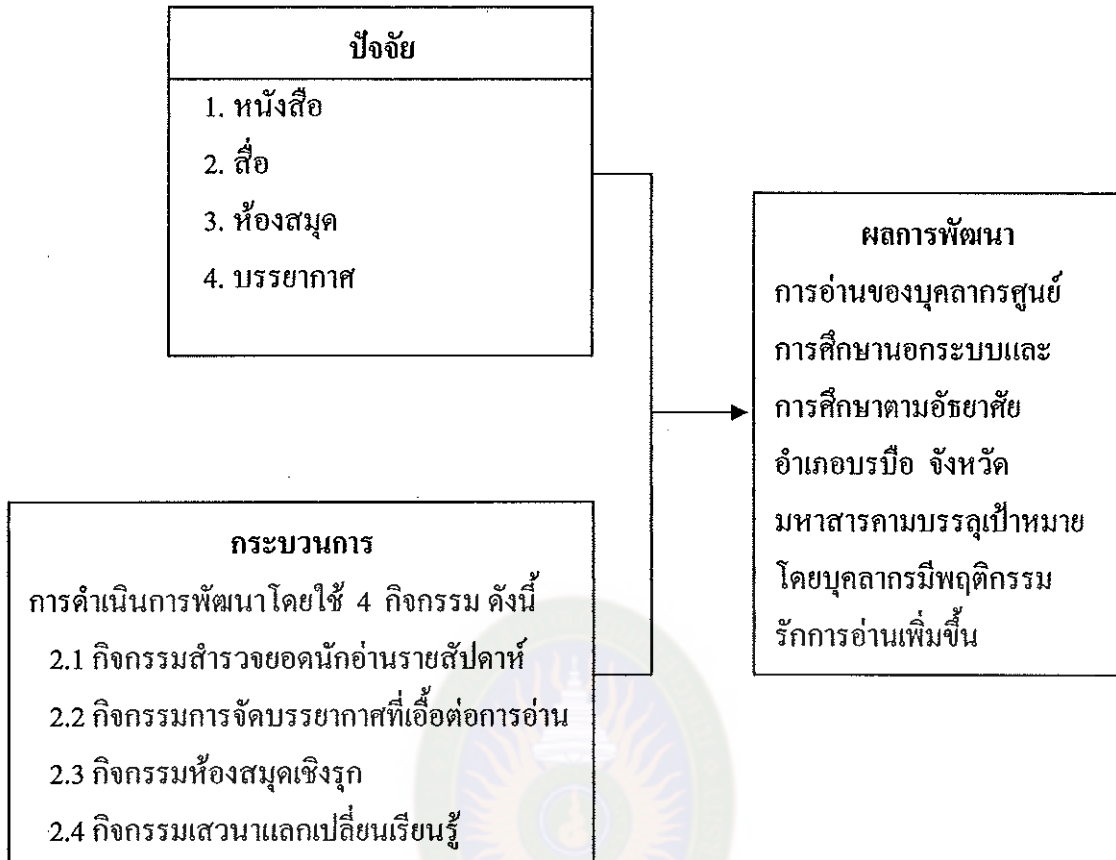 ปัจจัย
1. หนังสือ
2. สื่อ
3. ห้องสมุด
4. บรรยากาศ
ผลการพัฒนา
การอ่านของบุคลากรศูนย์
การศึกษานอกระบบและ
การศึกษาตามอัธยาศัย
อำเภอบรบือ จังหวัด
มหาสารคามบรรลุเป้าหมาย
โดยบุคลากรมีพฤติกรรม
รักการอ่านเพิ่มขึ้น
กระบวนการ
การดำเนินการพัฒนาโดยใช้ 4 กิจกรรม ดังนี้
2.1 กิจกรรมสำรวจยอดนักอ่านรายสัปดาห์
2.2 กิจกรรมการจัดบรรยากาศที่เอื้อต่อการอ่าน
2.3 กิจกรรมห้องสมุดเชิงรุก
2.4 กิจกรรมเสวนาแลกเปลี่ยนเรียนรู้